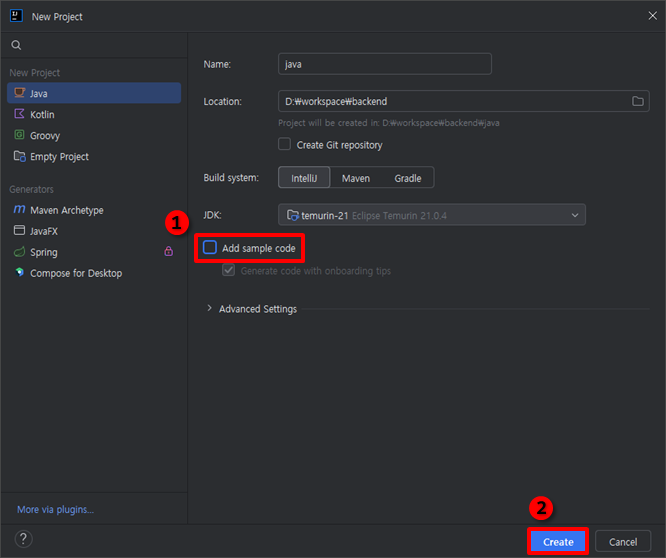 New Project
New Project
Java
Kotlin
Groovy
Empty Project
Generators
Maven Archetype
JavaFX
Spring
Compose for Desktop
More via plugins...
Name: java
Location: D:₩workspace₩backend
Project will be created in: D:₩workspace₩backend₩java
Create Git repository
Build system: IntelliJ Maven Gradle
JDK: temurin-21 Eclipse Temurin 21.0.4
1
Add sample code
Generate code with onboarding tips
Advanced Settings
2
? Create Cancel